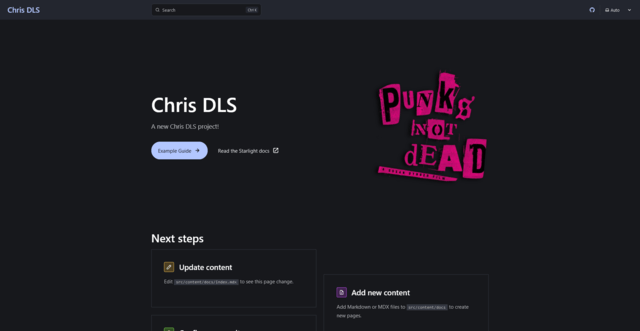 Chris DLS
Search
Ctrl K
Auto
Chris DLS
A new Chris DLS project!
Example Guide
Read the Starlight docs
PUNK'S
NOT
dEAD
Next steps
Update content
Edit src/content/docs/index.mdx to see this page change.
Add new content
Add Markdown or MDX files to src/content/docs to create
new pages.